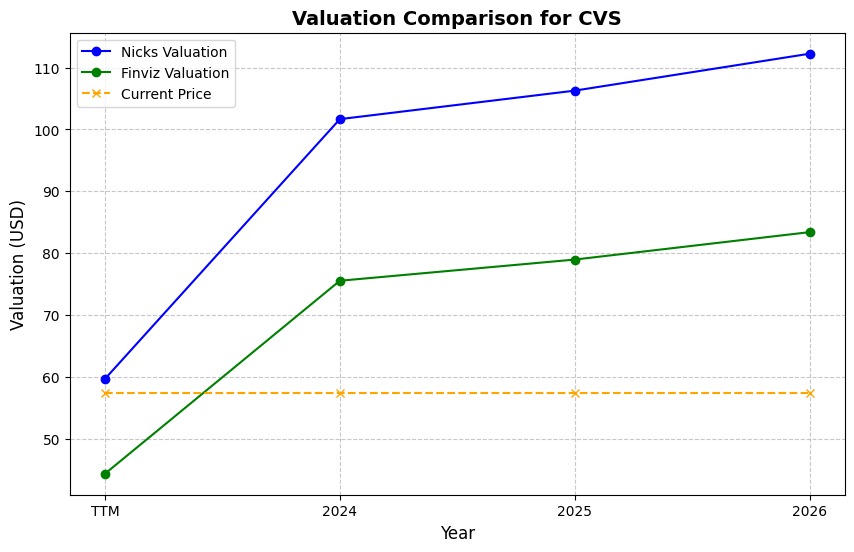 Valuation Comparison for CVS
Nicks Valuation
Finviz Valuation
Current Price
110
100
90
80
70
60
50
Valuation (USD)
TTM
2024
2025
2026
Year